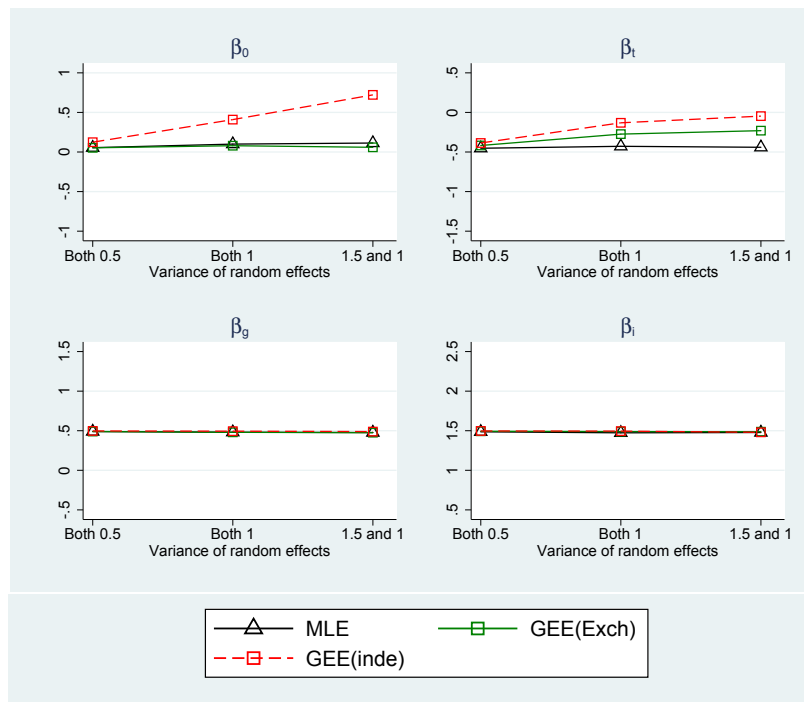 β₀
1
.5
0
-.5
-1
Both 0.5
Both 1
1.5 and 1
Variance of random effects
βₜ
.5
0
-.5
-1
-1.5
Both 0.5
Both 1
1.5 and 1
Variance of random effects
β_g
1.5
1
.5
0
-.5
Both 0.5
Both 1
1.5 and 1
Variance of random effects
βᵢ
2.5
2
1.5
1
.5
Both 0.5
Both 1
1.5 and 1
Variance of random effects
MLE
GEE(Exch)
GEE(inde)